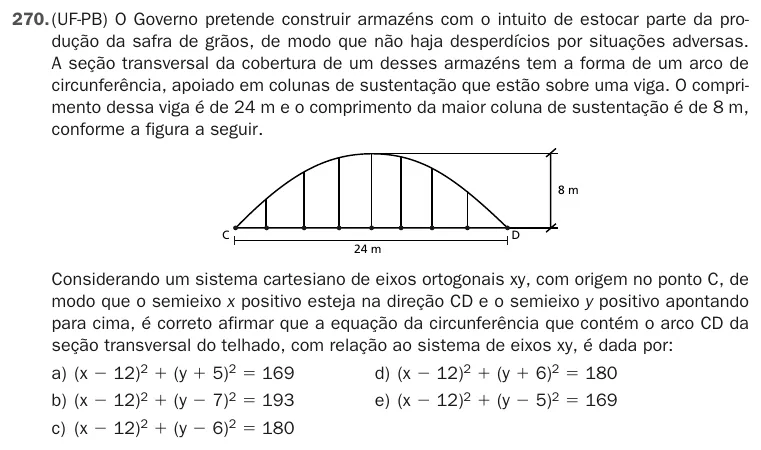 270. (UF-PB) O Governo pretende construir armazéns com o intuito de estocar parte da pro-
dução da safra de grãos, de modo que não haja desperdícios por situações adversas.
A seção transversal da cobertura de um desses armazéns tem a forma de um arco de
circunferência, apoiado em colunas de sustentação que estão sobre uma viga. O compri-
mento dessa viga é de 24 m e o comprimento da maior coluna de sustentação é de 8 m,
conforme a figura a seguir.
8 m
C
D
24 m
Considerando um sistema cartesiano de eixos ortogonais xy, com origem no ponto C, de
modo que o semieixo x positivo esteja na direção CD e o semieixo y positivo apontando
para cima, é correto afirmar que a equação da circunferência que contém o arco CD da
seção transversal do telhado, com relação ao sistema de eixos xy, é dada por:
a) (x − 12)² + (y + 5)² = 169
b) (x − 12)² + (y − 7)² = 193
c) (x − 12)² + (y − 6)² = 180
d) (x − 12)² + (y + 6)² = 180
e) (x − 12)² + (y − 5)² = 169